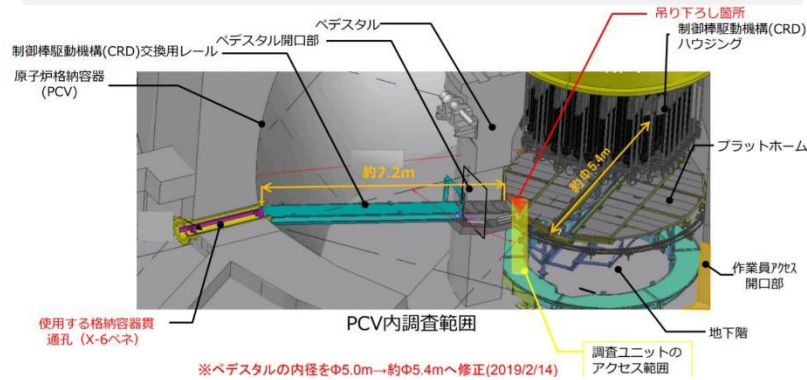 吊り下ろし箇所
ペデスタル
制御棒駆動機構(CRD)
ハウジング
ペデスタル開口部
制御棒駆動機構(CRD)交換用レール
原子炉格納容器
(PCV)
プラットホーム
約7.2m
約Φ5.4m
作業員アクセス
開口部
使用する格納容器貫
通孔（X-6ペネ）
PCV内調査範囲
地下階
調査ユニットの
アクセス範囲
※ペデスタルの内径をΦ5.0m→約Φ5.4mへ修正(2019/2/14)